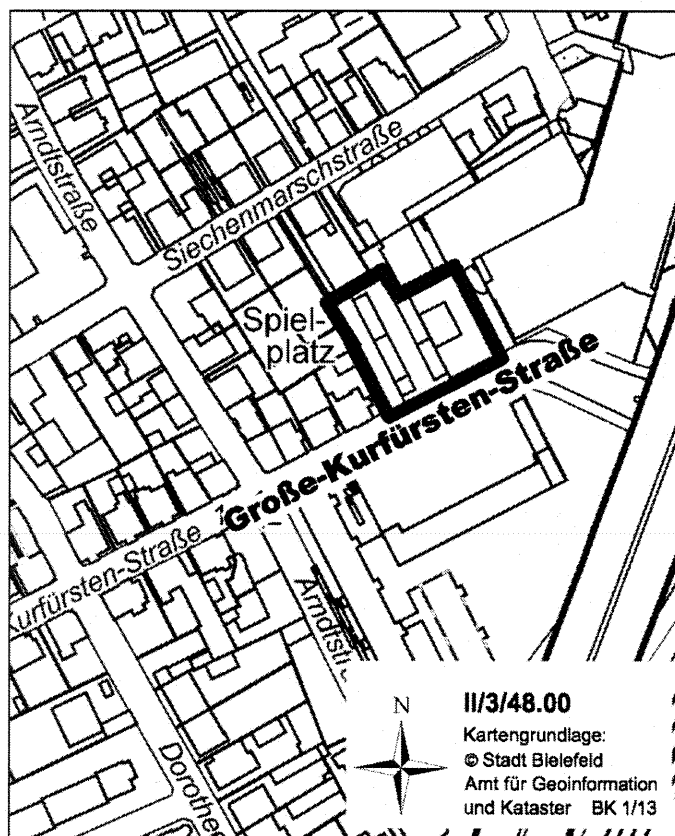 Arndtstraße
Siechenmarschstraße
Spiel-
platz
Große-Kurfürsten-Straße
Kurfürsten-Straße
Arndtstr
Dorothee
N
II/3/48.00
Kartengrundlage:
© Stadt Bielefeld
Amt für Geoinformation
und Kataster BK 1/13